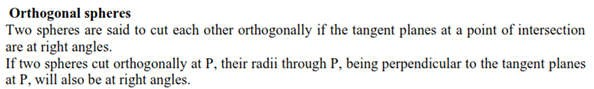 Orthogonal spheres
Two spheres are said to cut each other orthogonally if the tangent planes at a point of intersection
are at right angles.
If two spheres cut orthogonally at P, their radii through P, being perpendicular to the tangent planes
at P, will also be at right angles.